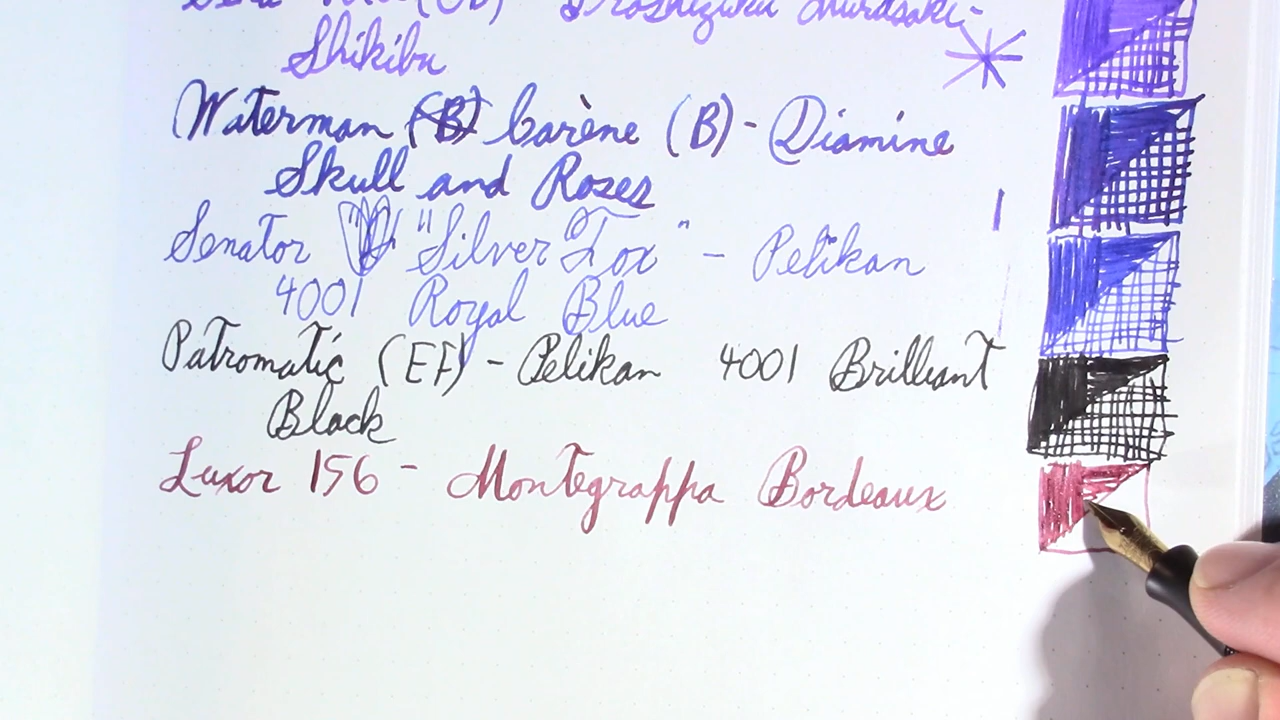 Murasaki-
Shikibu
Waterman (B) Carène (B) - Diamine
Skull and Roses
Senator "Silver Fox" - Pelikan
4001 Royal Blue
Patromatic (EF) - Pelikan 4001 Brilliant
Black
Luxor 156 - Montegrappa Bordeaux